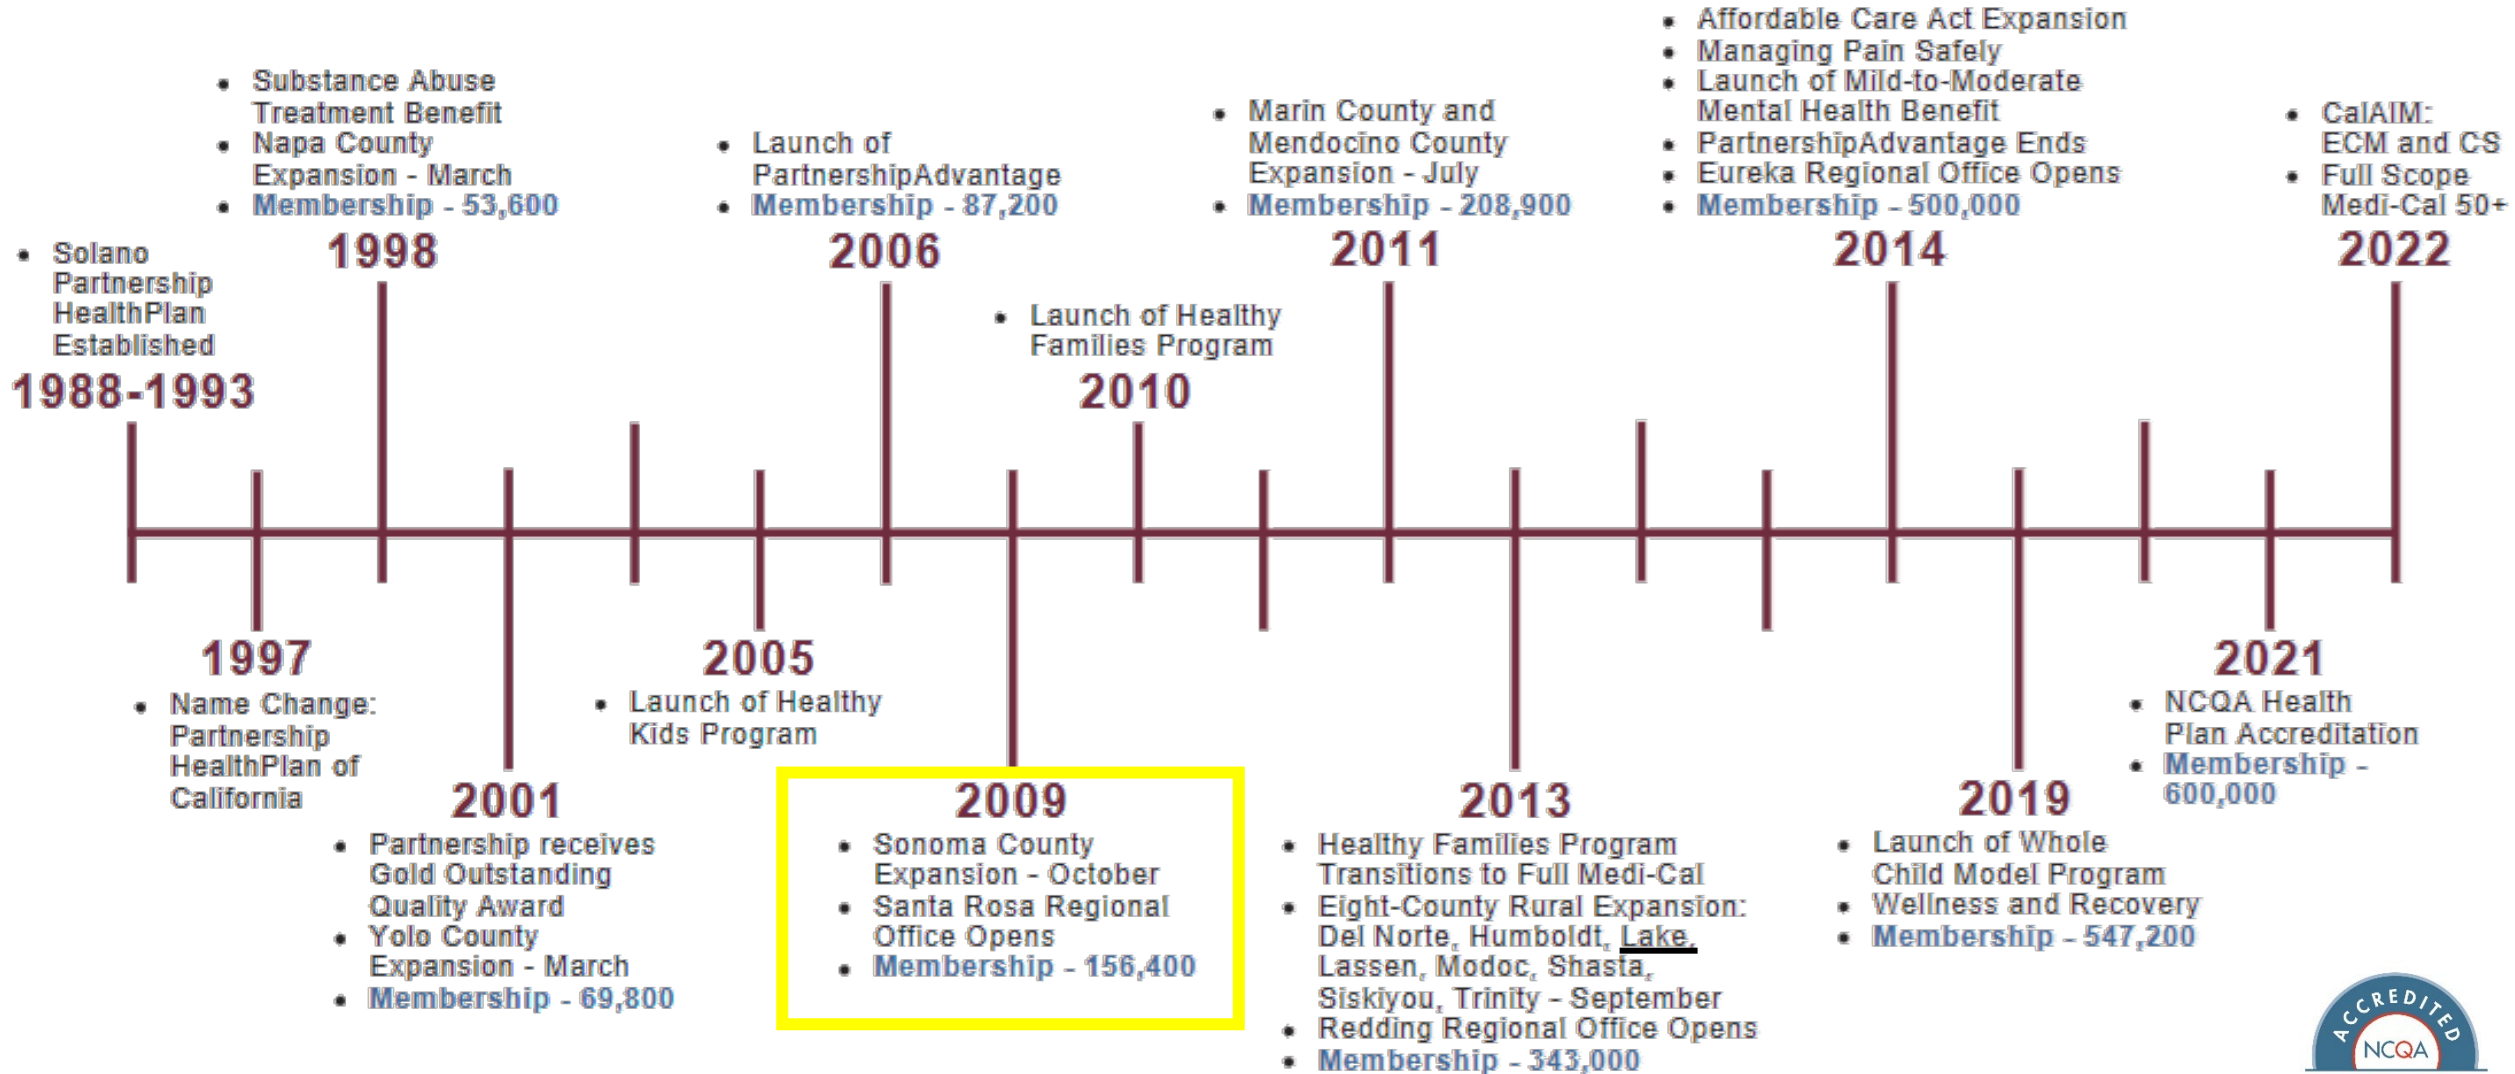 • Solano
Partnership
HealthPlan
Established
1988-1993
• Substance Abuse
Treatment Benefit
• Napa County
Expansion - March
• Membership - 53,600
1998
• Launch of
PartnershipAdvantage
• Membership - 87,200
2006
• Launch of Healthy
Families Program
2010
• Marin County and
Mendocino County
Expansion - July
• Membership - 208,900
2011
• Affordable Care Act Expansion
• Managing Pain Safely
• Launch of Mild-to-Moderate
Mental Health Benefit
• PartnershipAdvantage Ends
• Eureka Regional Office Opens
• Membership - 500,000
2014
• CalAIM:
ECM and CS
• Full Scope
Medi-Cal 50+
2022
1997
• Name Change:
Partnership
HealthPlan of
California
2001
• Partnership receives
Gold Outstanding
Quality Award
• Yolo County
Expansion - March
• Membership - 69,800
2005
• Launch of Healthy
Kids Program
2009
• Sonoma County
Expansion - October
• Santa Rosa Regional
Office Opens
• Membership - 156,400
2013
• Healthy Families Program
Transitions to Full Medi-Cal
• Eight-County Rural Expansion:
Del Norte, Humboldt, Lake,
Lassen, Modoc, Shasta,
Siskiyou, Trinity - September
• Redding Regional Office Opens
• Membership - 343,000
2019
• Launch of Whole
Child Model Program
• Wellness and Recovery
• Membership - 547,200
2021
• NCQA Health
Plan Accreditation
• Membership -
600,000
ACCREDITED
NCQA